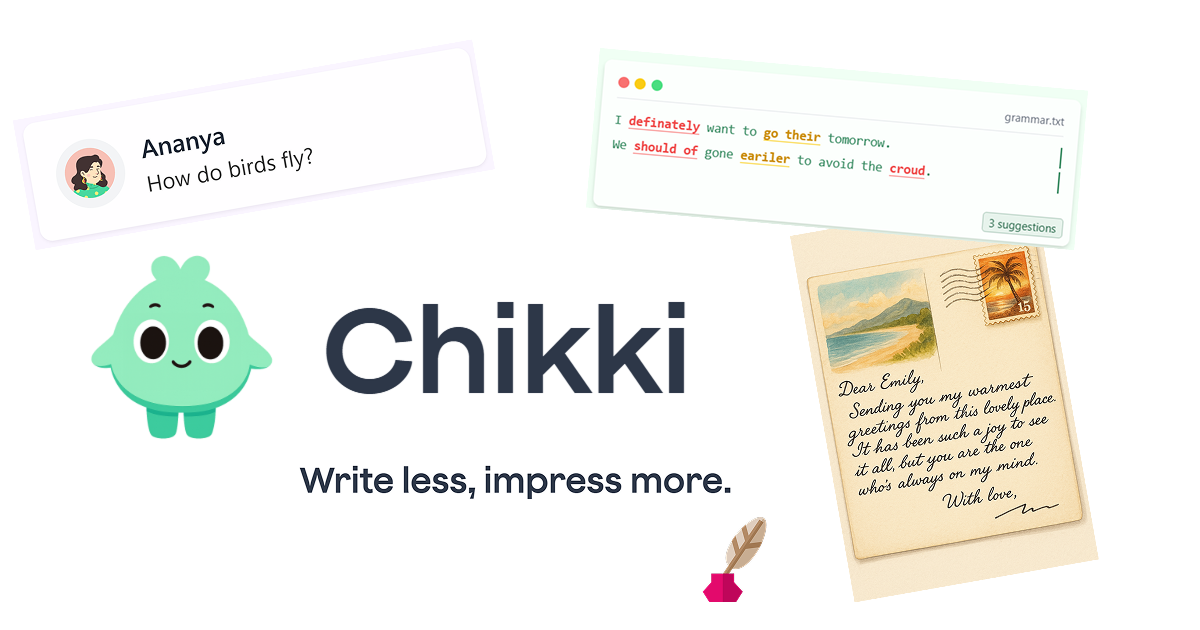 Ananya
How do birds fly?
grammar.txt
I definately want to go their tomorrow.
We should of gone eariler to avoid the croud.
3 suggestions
Chikki
Write less, impress more.
15
Dear Emily,
Sending you my warmest
greetings from this lovely place.
It has been such a joy to see
it all, but you are the one
who's always on my mind.
With love,